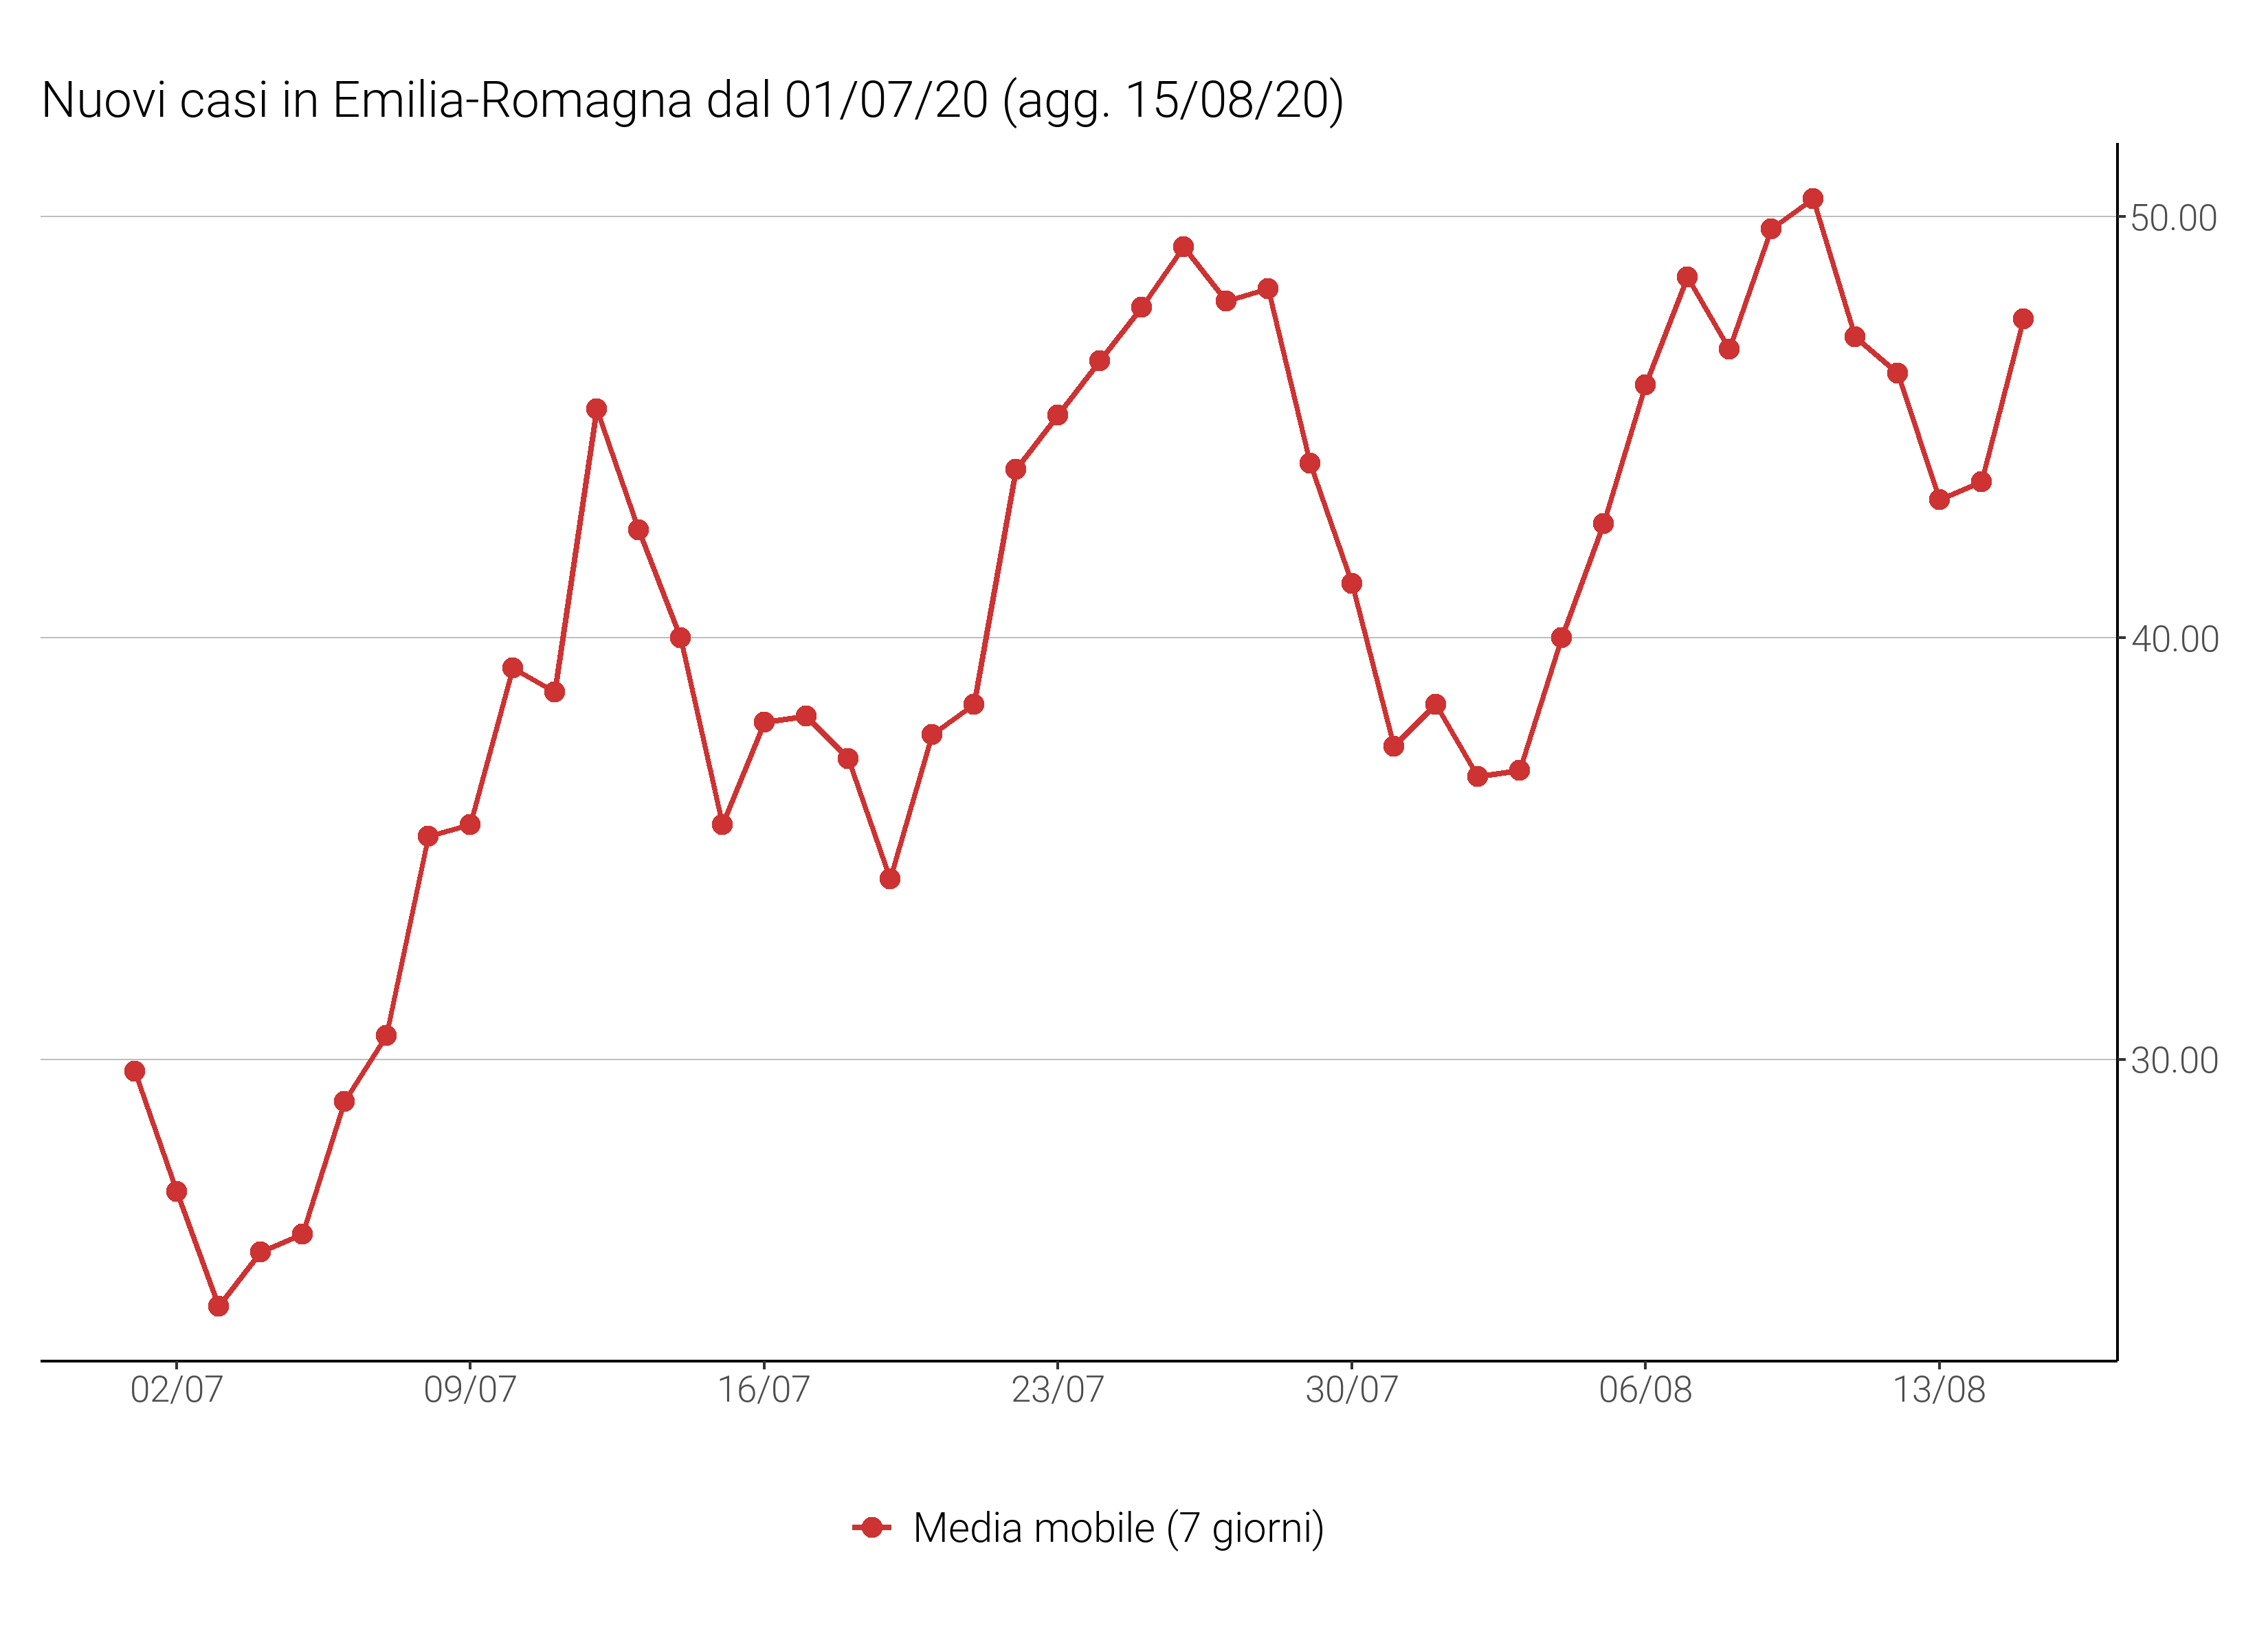 Nuovi casi in Emilia-Romagna dal 01/07/20 (agg. 15/08/20)
50.00
40.00
30.00
02/07 09/07 16/07 23/07 30/07 06/08 13/08
Media mobile (7 giorni)